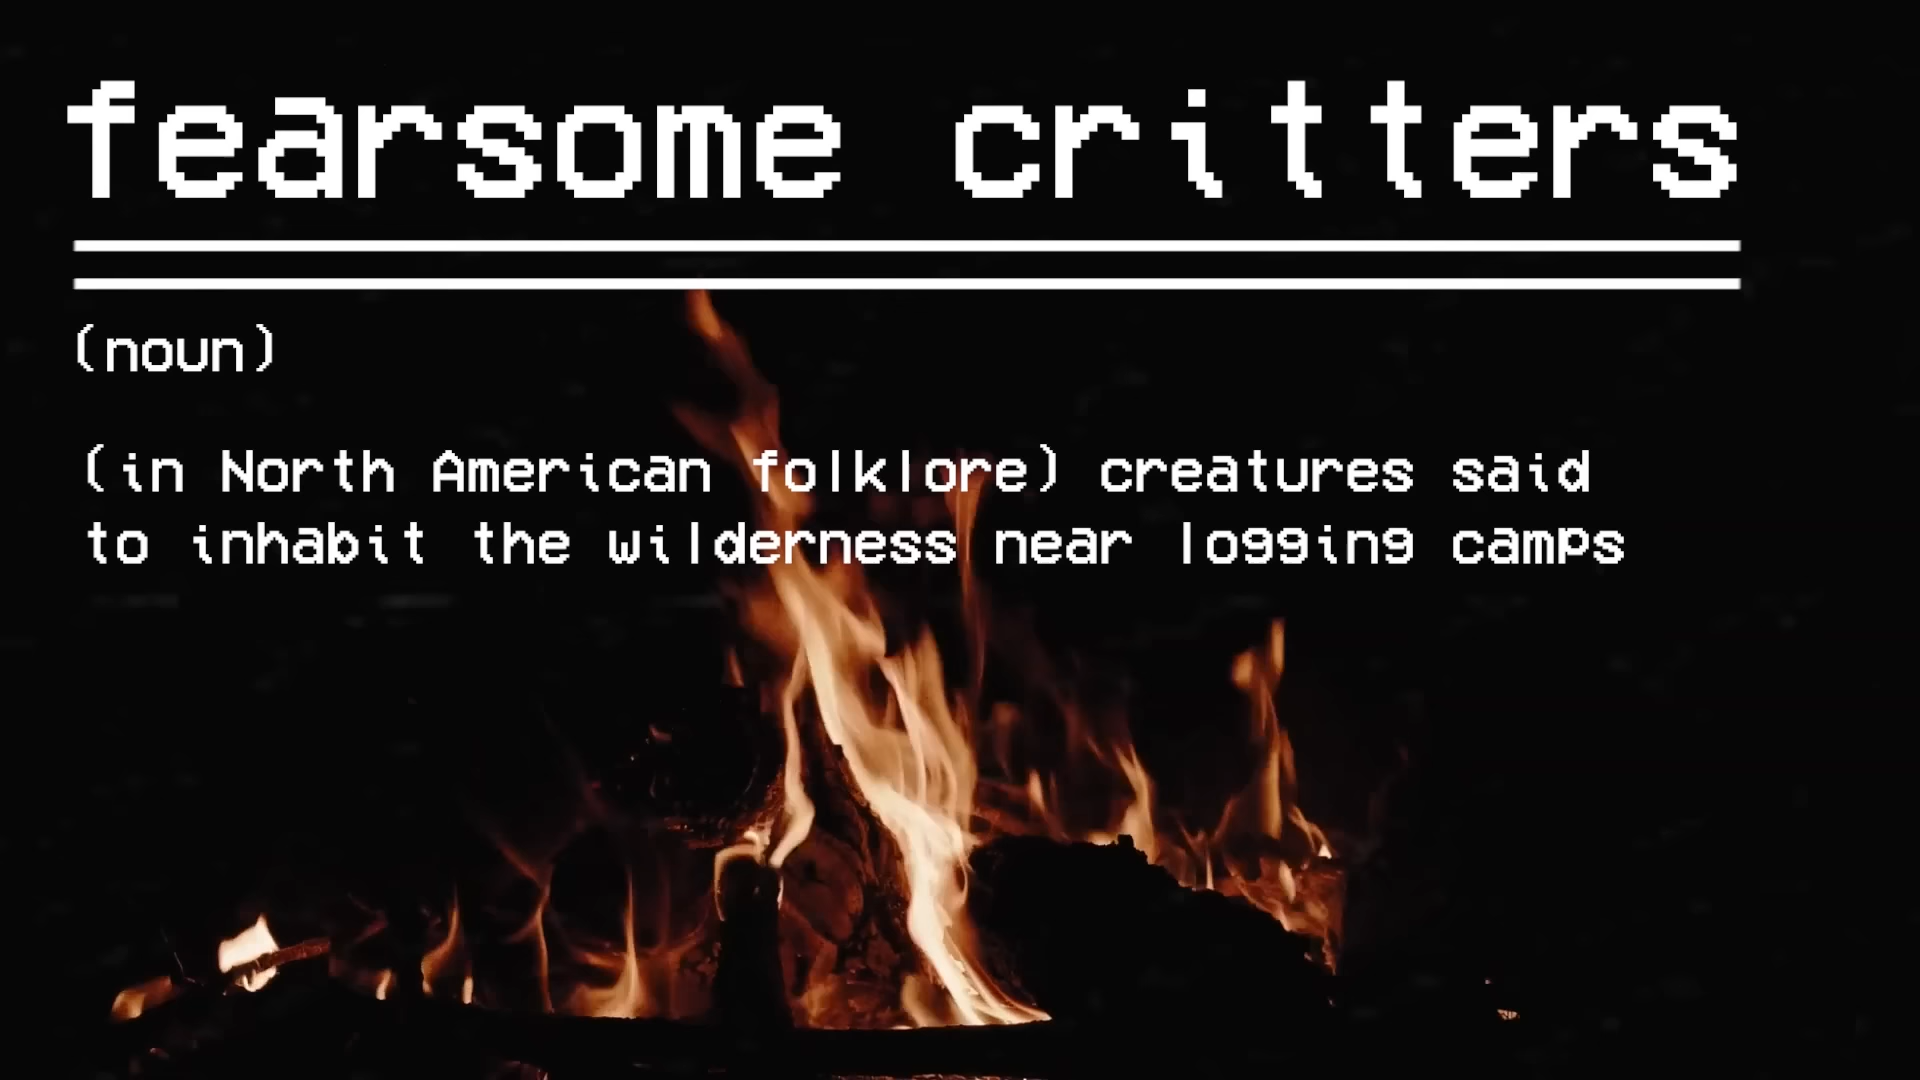 fearsome critters
(noun)
(in North American folklore) creatures said
to inhabit the wilderness near logging camps